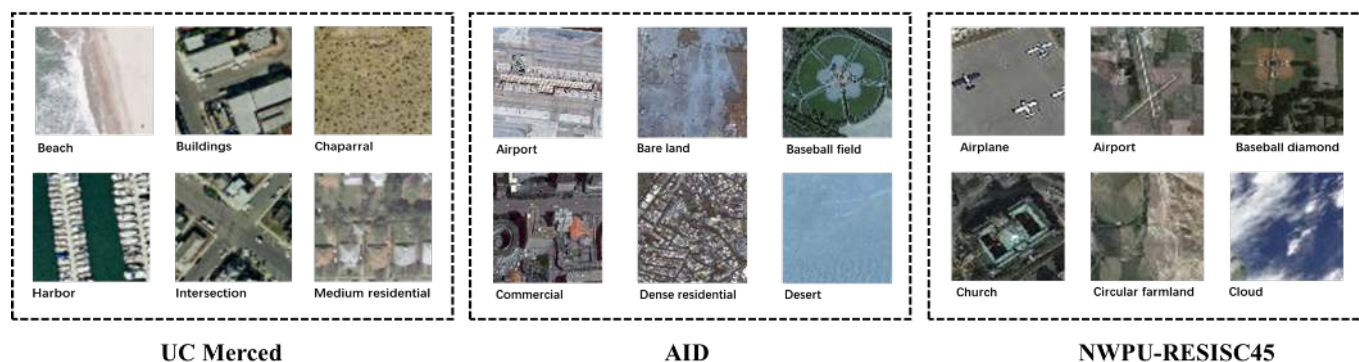 Beach
Buildings
Chaparral
Harbor
Intersection
Medium residential
UC Merced
Airport
Bare land
Baseball field
Commercial
Dense residential
Desert
AID
Airplane
Airport
Baseball diamond
Church
Circular farmland
Cloud
NWPU-RESISC45